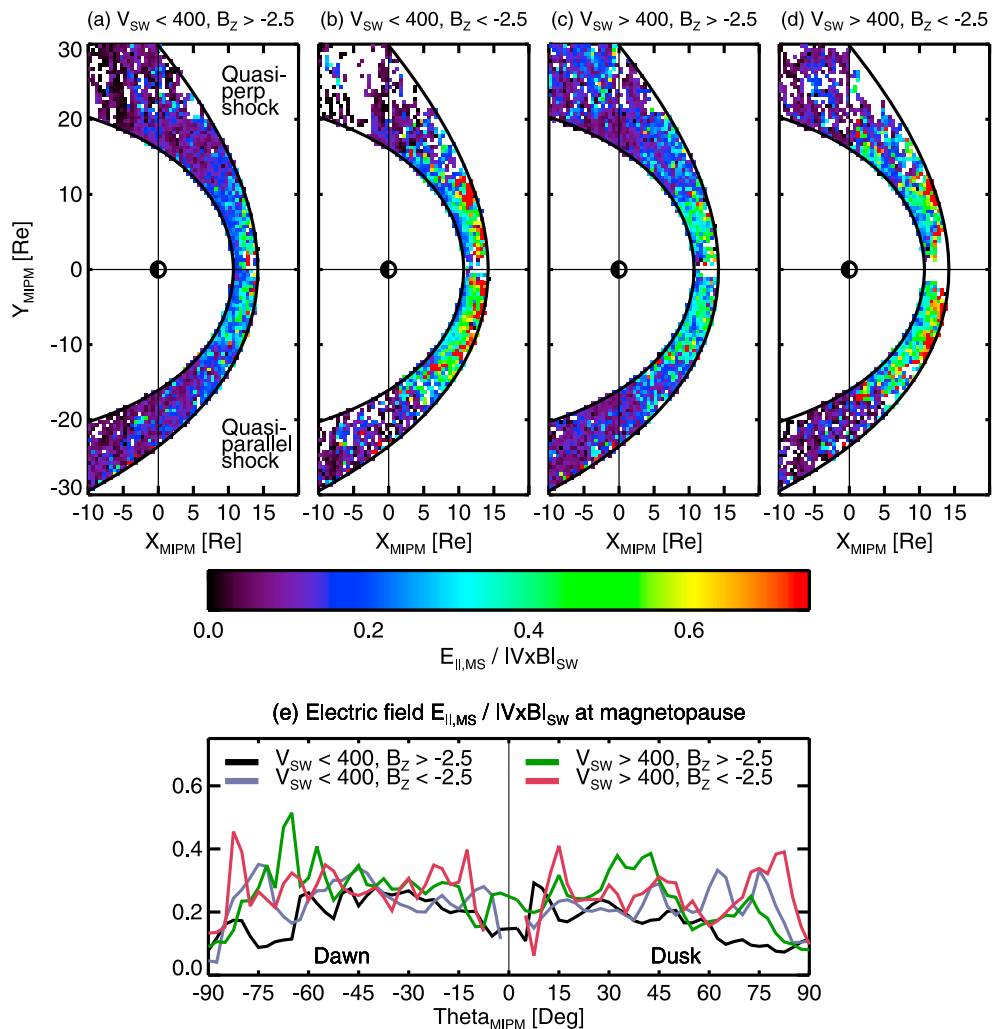 (a) V_SW < 400, B_Z > -2.5
(b) V_SW < 400, B_Z < -2.5
(c) V_SW > 400, B_Z > -2.5
(d) V_SW > 400, B_Z < -2.5
30
20
10
0
-10
-20
-30
Y_MIPM [Re]
Quasi-
perp
shock
Quasi-
parallel
shock
-10 -5 0 5 10 15
-10 -5 0 5 10 15
-10 -5 0 5 10 15
-10 -5 0 5 10 15
X_MIPM [Re]
X_MIPM [Re]
X_MIPM [Re]
X_MIPM [Re]
0.0 0.2 0.4 0.6
E_||,MS / |VxB|_SW
(e) Electric field E_||,MS / |VxB|_SW at magnetopause
V_SW < 400, B_Z > -2.5
V_SW < 400, B_Z < -2.5
V_SW > 400, B_Z > -2.5
V_SW > 400, B_Z < -2.5
0.6
0.4
0.2
0.0
Dawn
Dusk
-90 -75 -60 -45 -30 -15 0 15 30 45 60 75 90
Theta_MIPM [Deg]